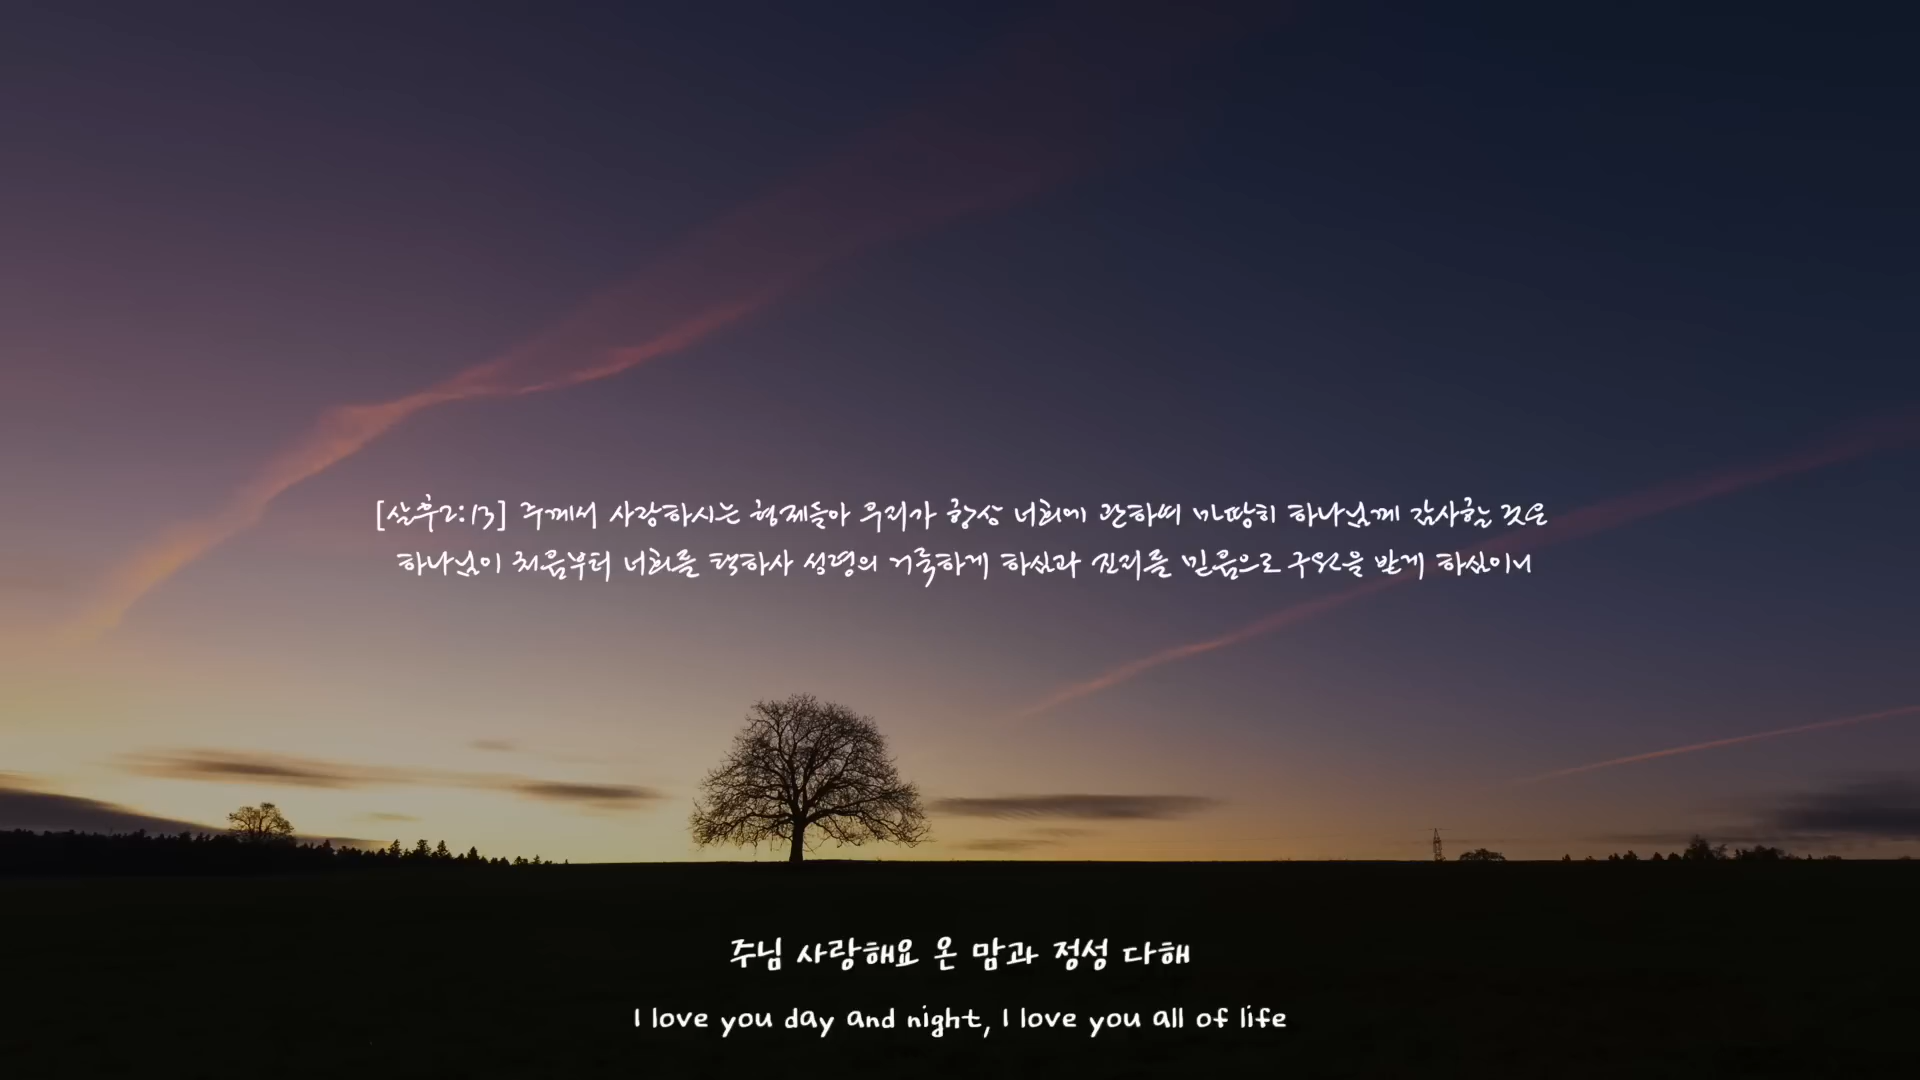 [살후2:13] 주께서 사랑하시는 형제들아 우리가 항상 너희에 관하여 마땅히 하나님께 감사할 것은
하나님이 처음부터 너희를 택하사 성령의 거룩하게 하심과 진리를 믿음으로 구원을 받게 하심이니
주님 사랑해요 온 맘과 정성 다해
I love you day and night, I love you all of life